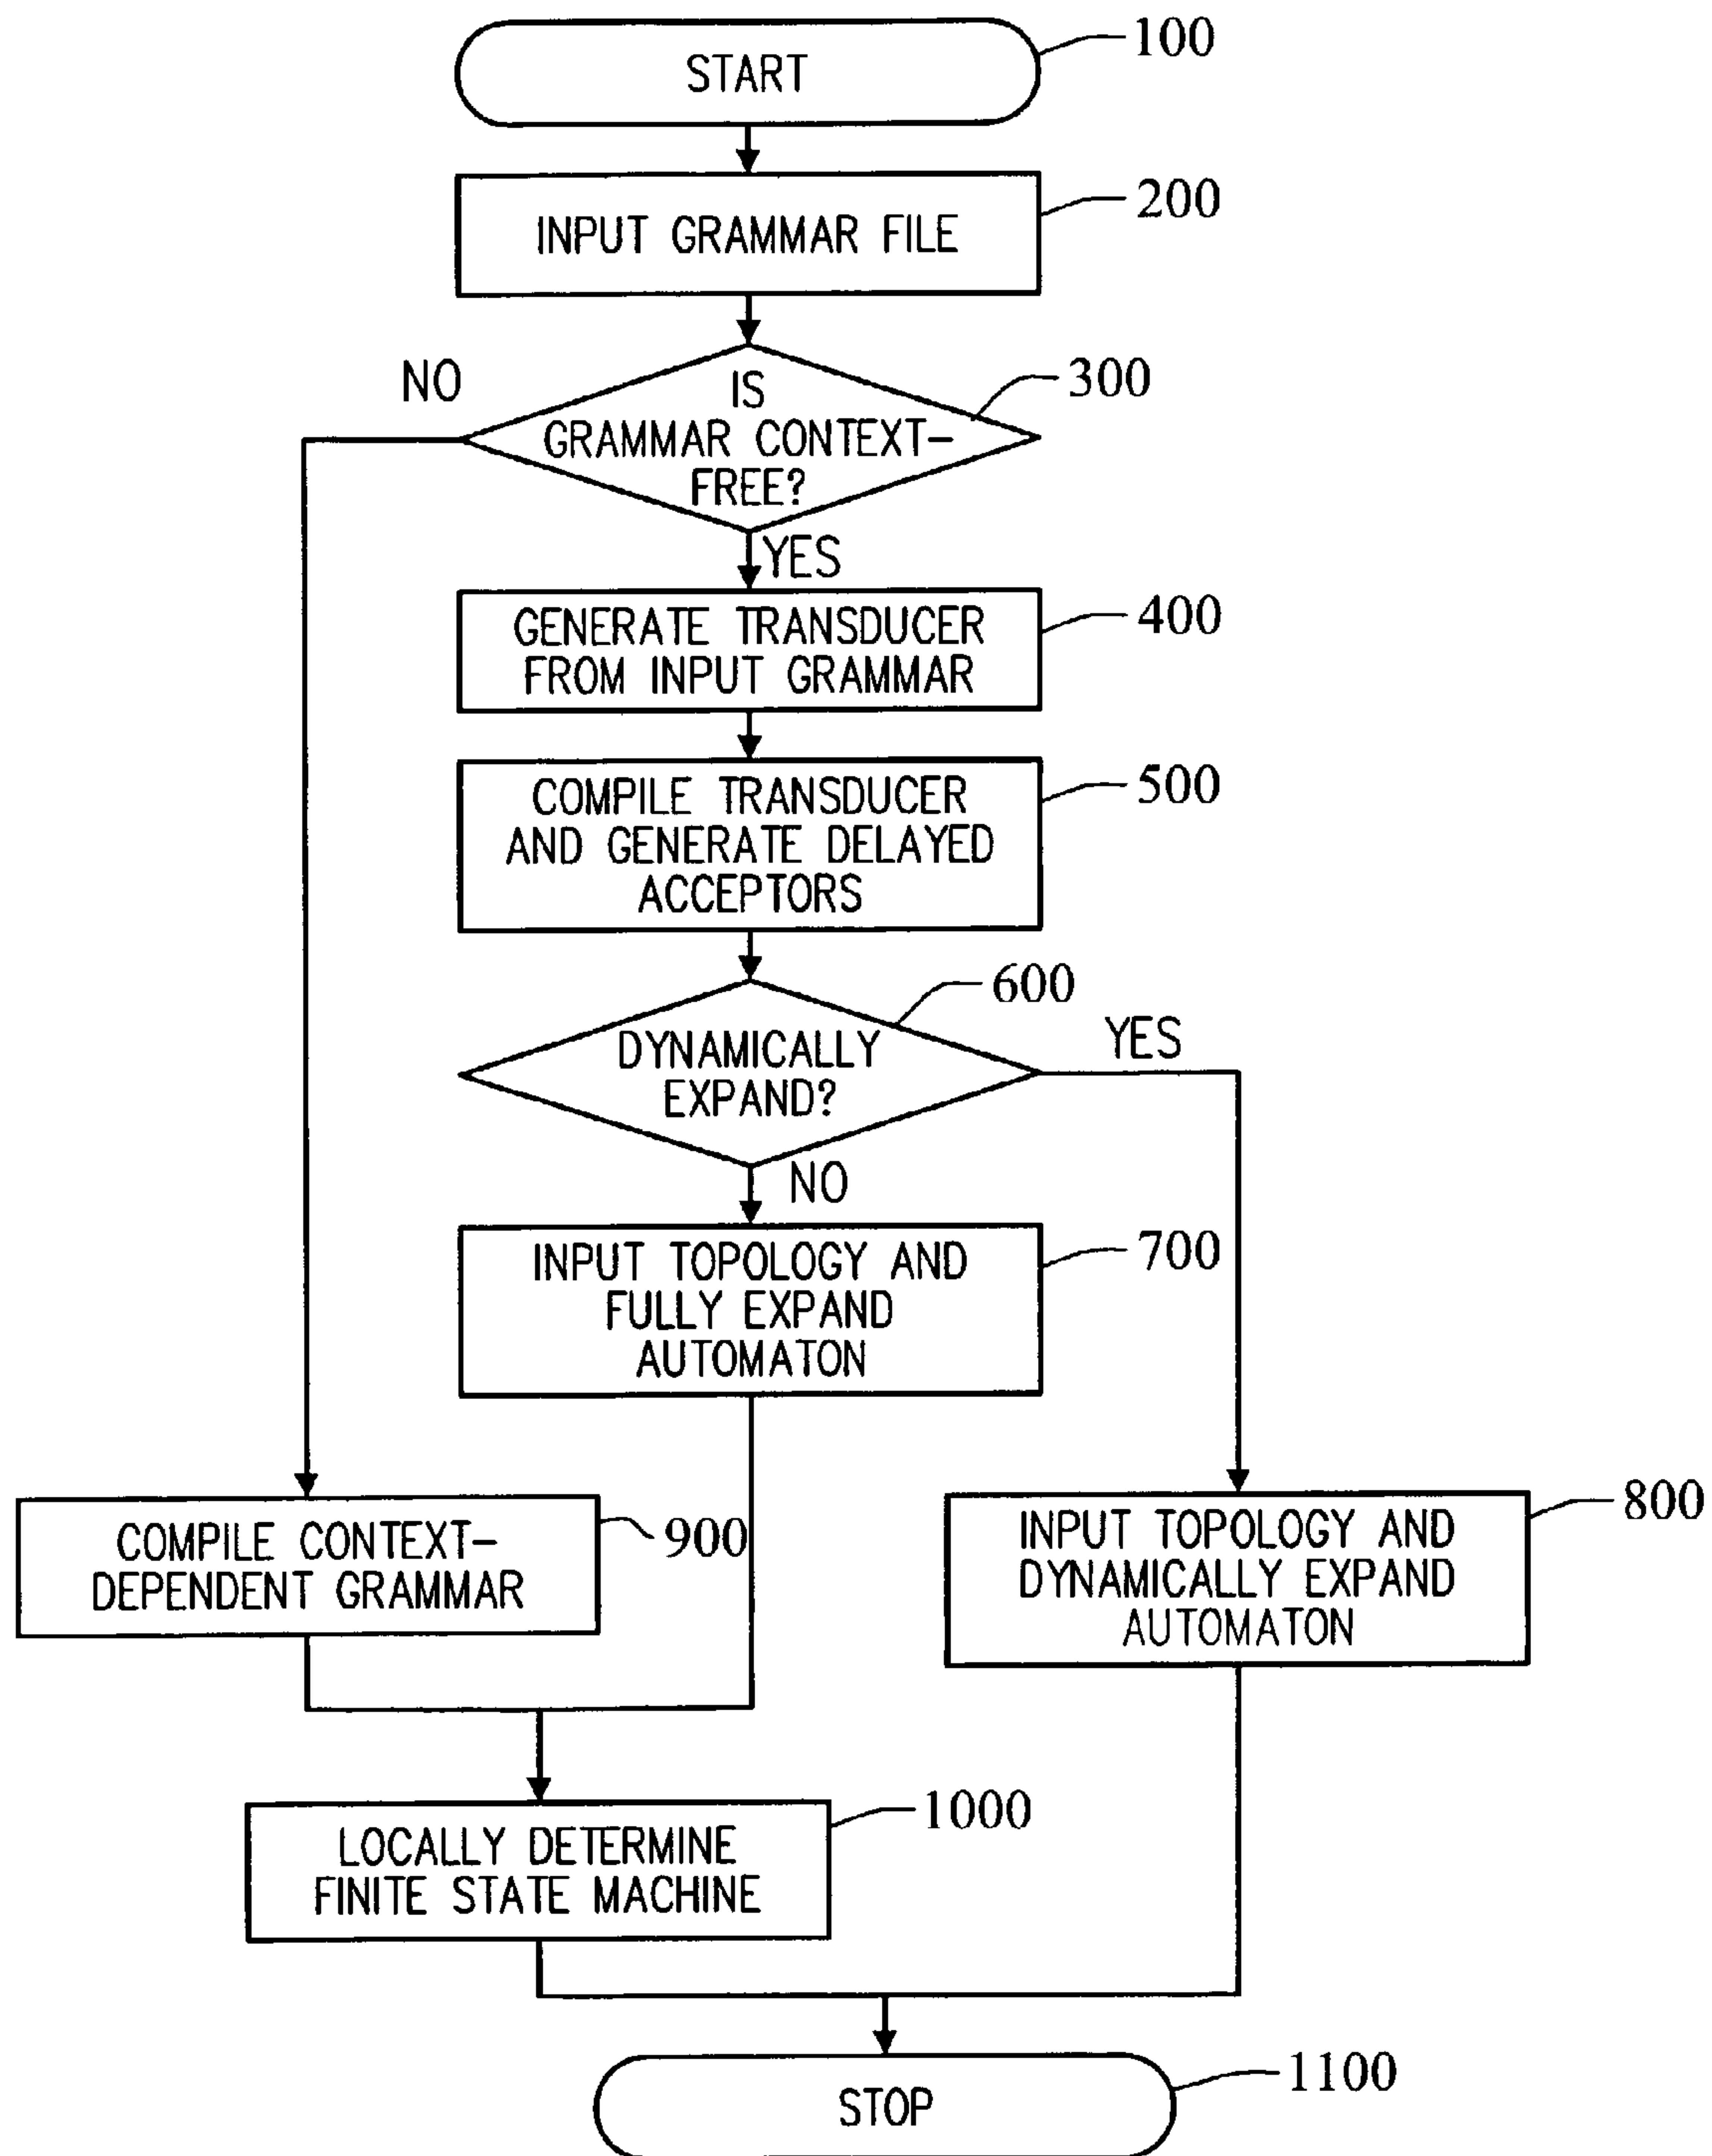 START
100
INPUT GRAMMAR FILE
200
NO
IS
GRAMMAR CONTEXT-
FREE?
300
YES
GENERATE TRANSDUCER
FROM INPUT GRAMMAR
400
COMPILE TRANSDUCER
AND GENERATE DELAYED
ACCEPTORS
500
600
DYNAMICALLY
EXPAND?
YES
NO
INPUT TOPOLOGY AND
FULLY EXPAND
AUTOMATON
700
COMPILE CONTEXT-
DEPENDENT GRAMMAR
900
INPUT TOPOLOGY AND
DYNAMICALLY EXPAND
AUTOMATON
800
LOCALLY DETERMINE
FINITE STATE MACHINE
1000
STOP
1100